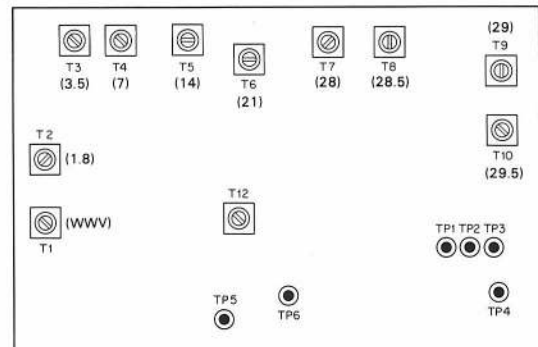 (29)
T9
T3
(3.5)
T4
(7)
T5
(14)
T6
(21)
T7
(28)
T8
(28.5)
T2
(1.8)
T10
(29.5)
(WWV)
T1
T12
TP1 TP2 TP3
TP5
TP6
TP4